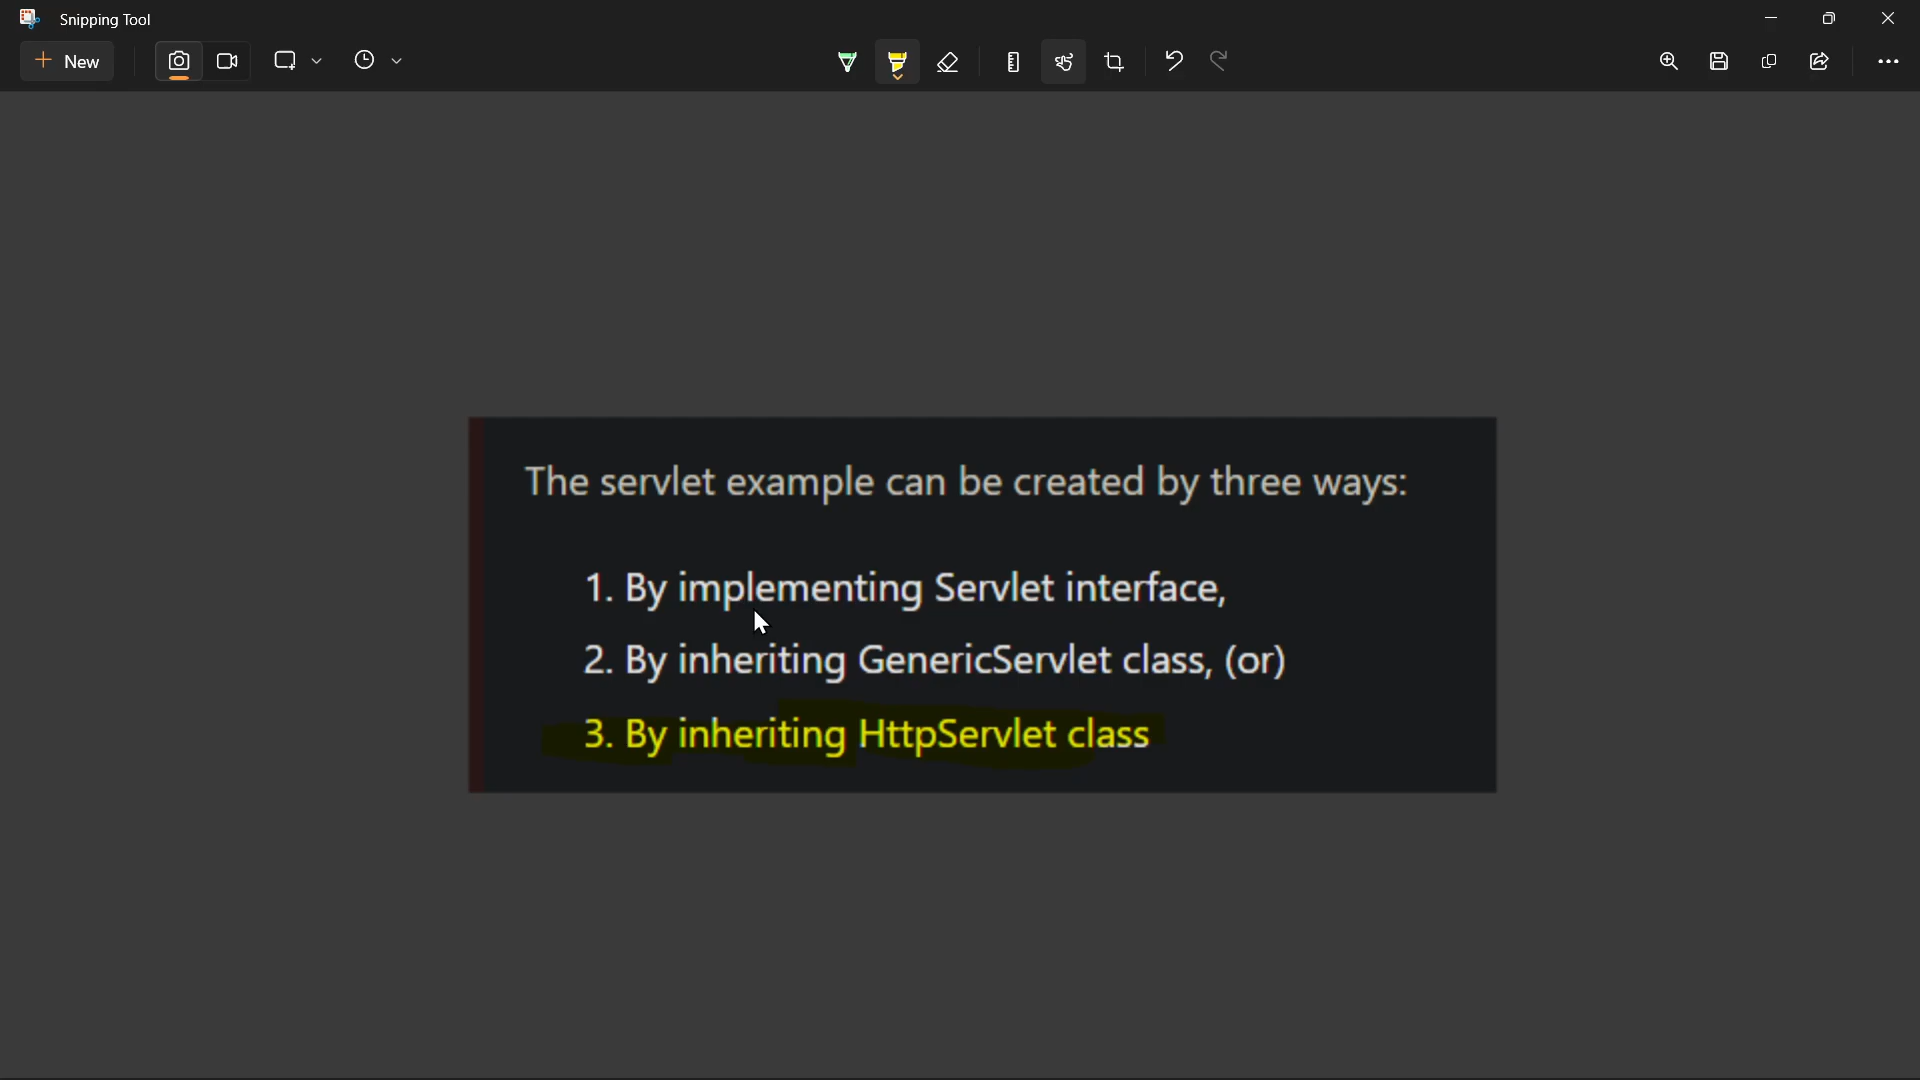 Snipping Tool
New
The servlet example can be created by three ways:
1. By implementing Servlet interface,
2. By inheriting GenericServlet class, (or)
3. By inheriting HttpServlet class